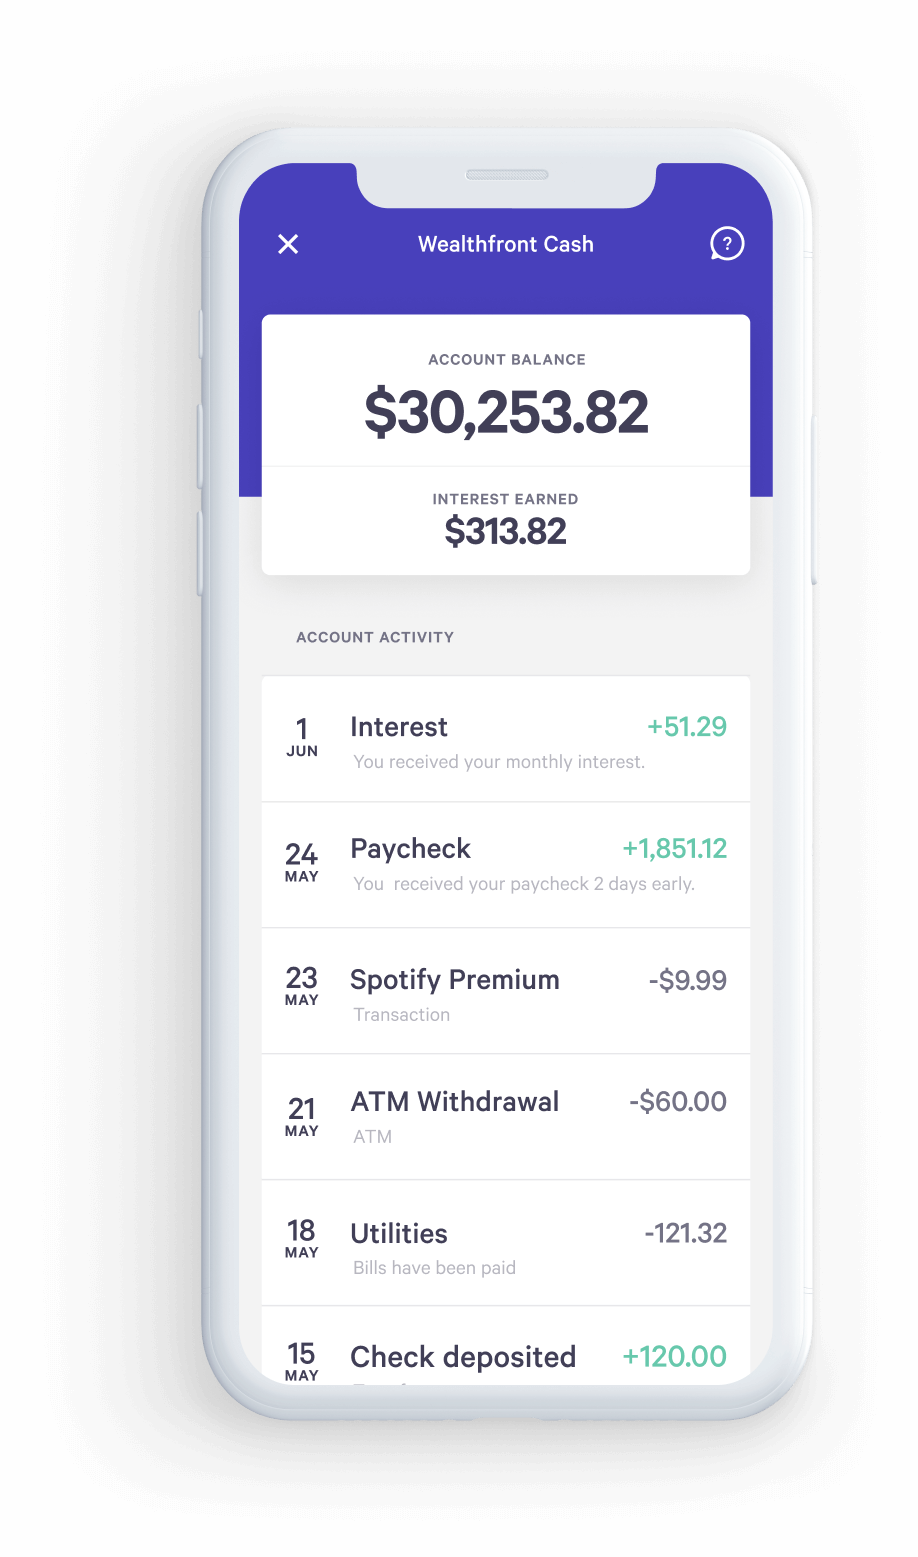 Wealthfront Cash
?
ACCOUNT BALANCE
$30,253.82
INTEREST EARNED
$313.82
ACCOUNT ACTIVITY
1 Interest +51.29
JUN
You received your monthly interest.
24 Paycheck +1,851.12
MAY
You received your paycheck 2 days early.
23 Spotify Premium -$9.99
MAY
Transaction
21 ATM Withdrawal -$60.00
MAY
ATM
18 Utilities -121.32
MAY
Bills have been paid
15 Check deposited +120.00
MAY